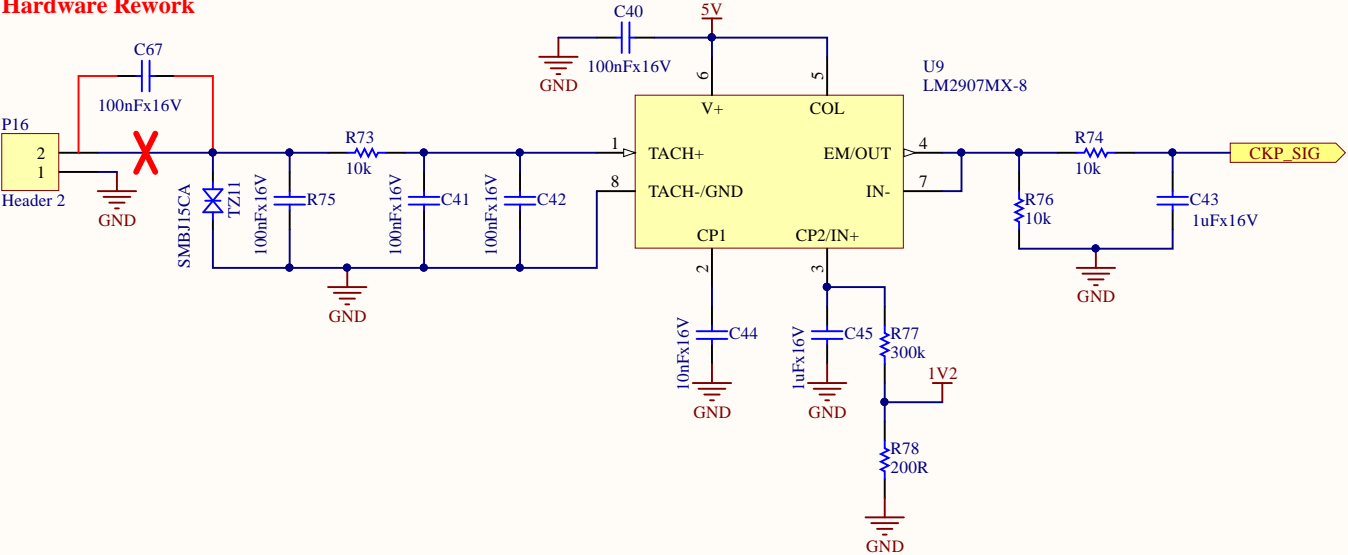 Hardware Rework
C67
100nFx16V
P16
2
1
Header 2
GND
SMBJ15CA
TZ11
100nFx16V
R75
R73
10k
100nFx16V
C41
100nFx16V
C42
GND
C40
100nFx16V
GND
5V
6
5
V+
COL
U9
LM2907MX-8
1
TACH+
8
TACH-/GND
EM/OUT
4
IN-
7
CP1
CP2/IN+
2
3
10nFx16V
C44
GND
1uFx16V
C45
GND
R77
300k
1V2
R78
200R
GND
R74
10k
R76
10k
C43
1uFx16V
GND
CKP_SIG